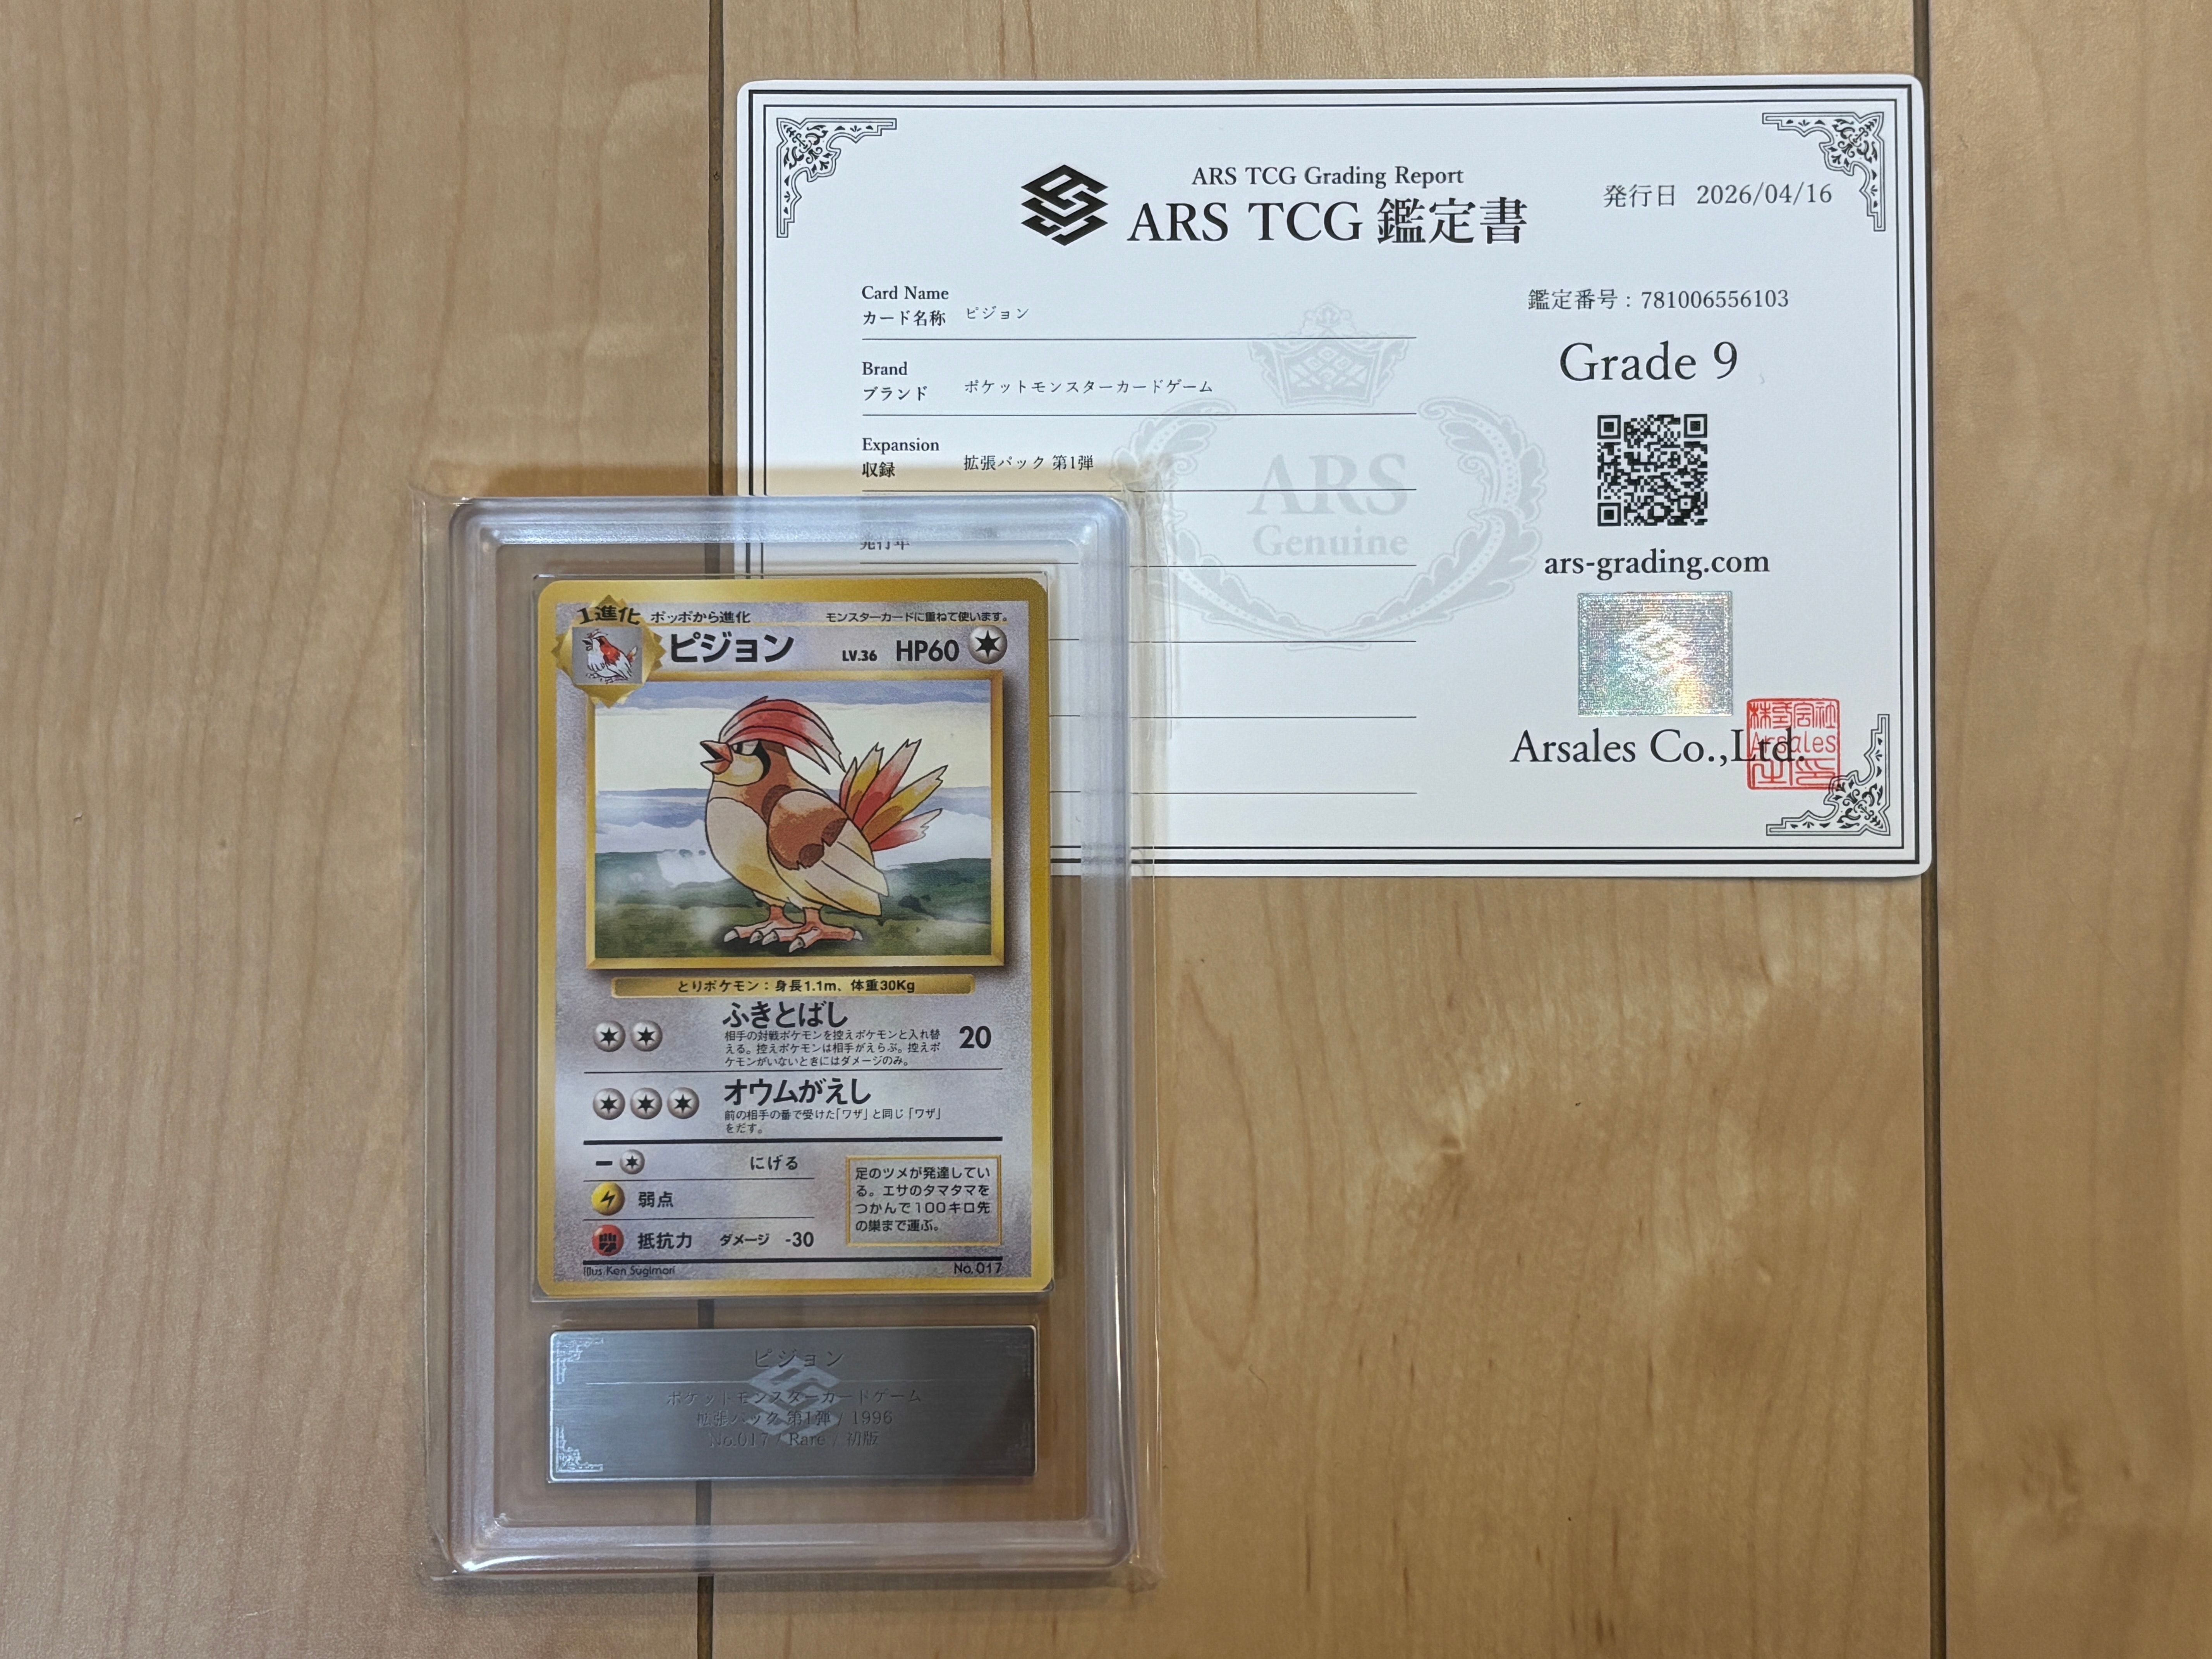 ARS TCG Grading Report
ARS TCG 鑑定書
発行日 2026/04/16
Card Name
カード名称 ピジョン
Brand
ブランド ポケットモンスターカードゲーム
Expansion
収録 拡張パック 第1弾
発行年
鑑定番号 : 781006556103
Grade 9
ars-grading.com
Arsales Co.,Ltd.
Arsales
ARS
Genuine
1進化 ポッポから進化 モンスターカードに重ねて使います。
ピジョン LV.36 HP60
とりポケモン：身長1.1m、体重30Kg
ふきとばし 20
相手の対戦ポケモンを控えポケモンと入れ替
える。控えポケモンは相手がえらぶ。控えポ
ケモンがいないときにはダメージのみ。
オウムがえし
前の相手の番で受けた「ワザ」と同じ「ワザ」
をだす。
にげる
弱点
抵抗力 ダメージ -30
足のツメが発達してい
る。エサのタマタマを
つかんで100キロ先
の巣まで運ぶ。
Illus. Ken Sugimori No. 017
ピジョン
ポケットモンスターカードゲーム
拡張パック 第1弾 / 1996
No.017 / Rare / 初版